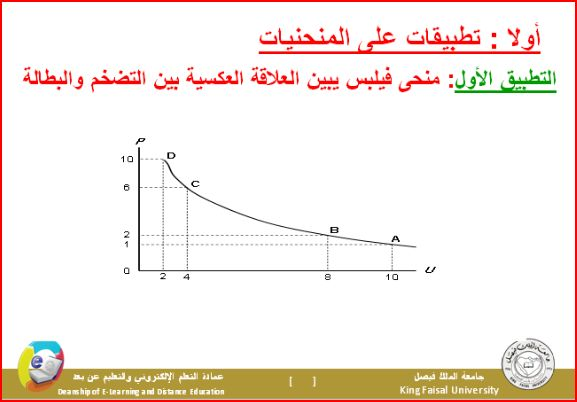 أولا : تطبيقات على المنحنيات
التطبيق الأول: منحى فيلبس يبين العلاقة العكسية بين التضخم والبطالة
P
10 D
6 C
2 B
1 A
0 2 4 8 10 U
عمادة التعلم الإلكتروني والتعليم عن بعد
Deanship of E-Learning and Distance Education
[ ]
جامعة الملك فيصل
King Faisal University